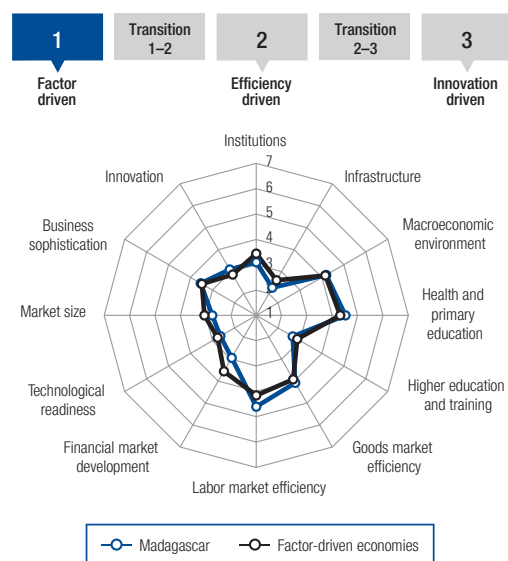 1
Transition
1–2
2
Transition
2–3
3
Factor
driven
Efficiency
driven
Innovation
driven
Institutions
7
6
5
4
3
1
Infrastructure
Macroeconomic
environment
Health and
primary
education
Higher education
and training
Goods market
efficiency
Labor market efficiency
Financial market
development
Technological
readiness
Market size
Business
sophistication
Innovation
Madagascar
Factor-driven economies